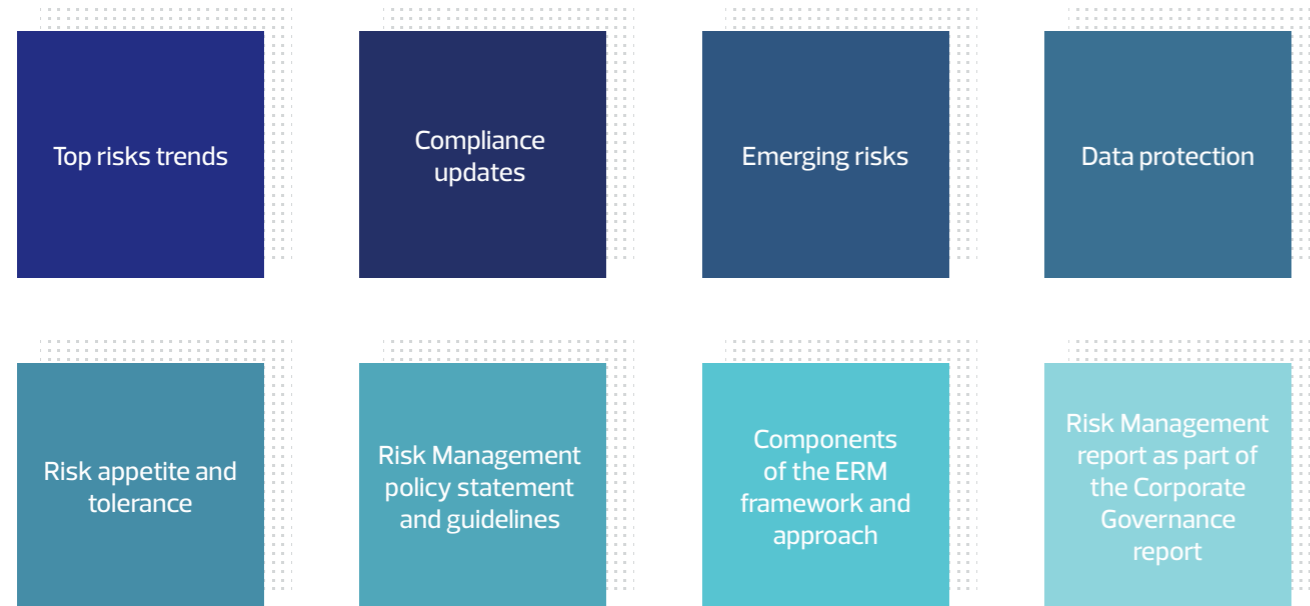 Top risks trends
Compliance
updates
Emerging risks
Data protection
Risk appetite and
tolerance
Risk Management
policy statement
and guidelines
Components
of the ERM
framework and
approach
Risk Management
report as part of
the Corporate
Governance
report